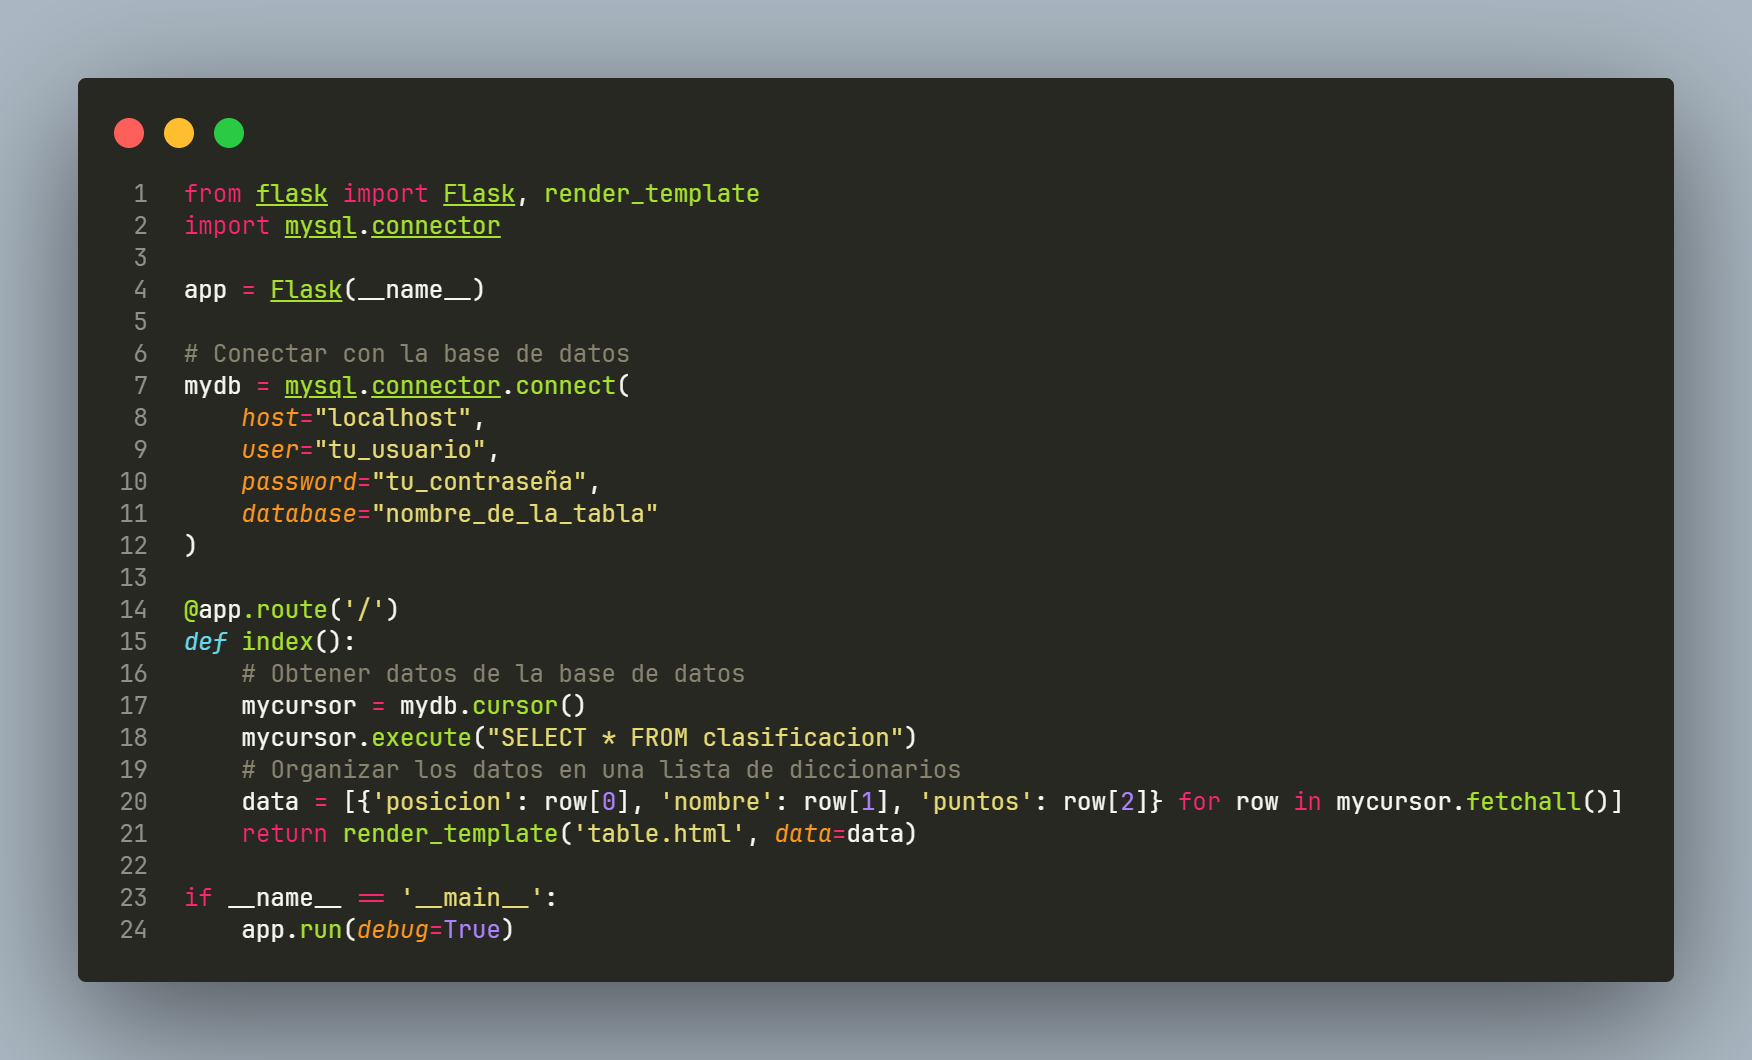 1 from flask import Flask, render_template
2 import mysql.connector
3
4 app = Flask(__name__)
5
6 # Conectar con la base de datos
7 mydb = mysql.connector.connect(
8     host="localhost",
9     user="tu_usuario",
10     password="tu_contraseña",
11     database="nombre_de_la_tabla"
12 )
13
14 @app.route('/')
15 def index():
16     # Obtener datos de la base de datos
17     mycursor = mydb.cursor()
18     mycursor.execute("SELECT * FROM clasificacion")
19     # Organizar los datos en una lista de diccionarios
20     data = [{'posicion': row[0], 'nombre': row[1], 'puntos': row[2]} for row in mycursor.fetchall()]
21     return render_template('table.html', data=data)
22
23 if __name__ == '__main__':
24     app.run(debug=True)